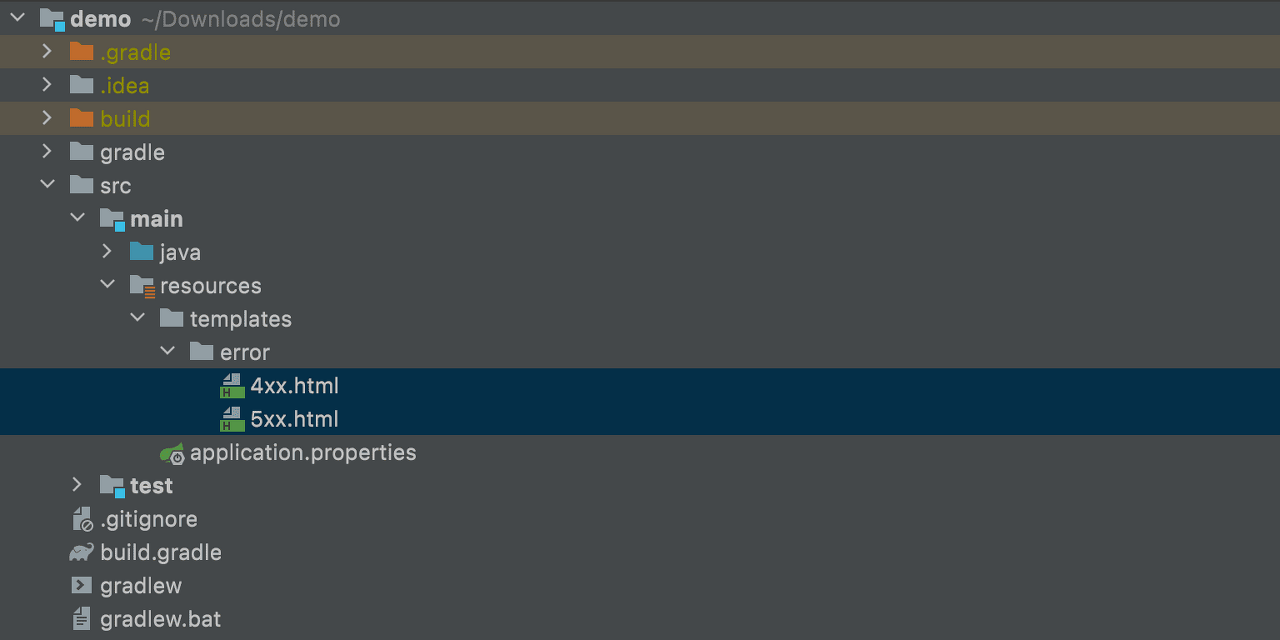 demo ~/Downloads/demo
.gradle
.idea
build
gradle
src
main
java
resources
templates
error
4xx.html
5xx.html
application.properties
test
.gitignore
build.gradle
gradlew
gradlew.bat